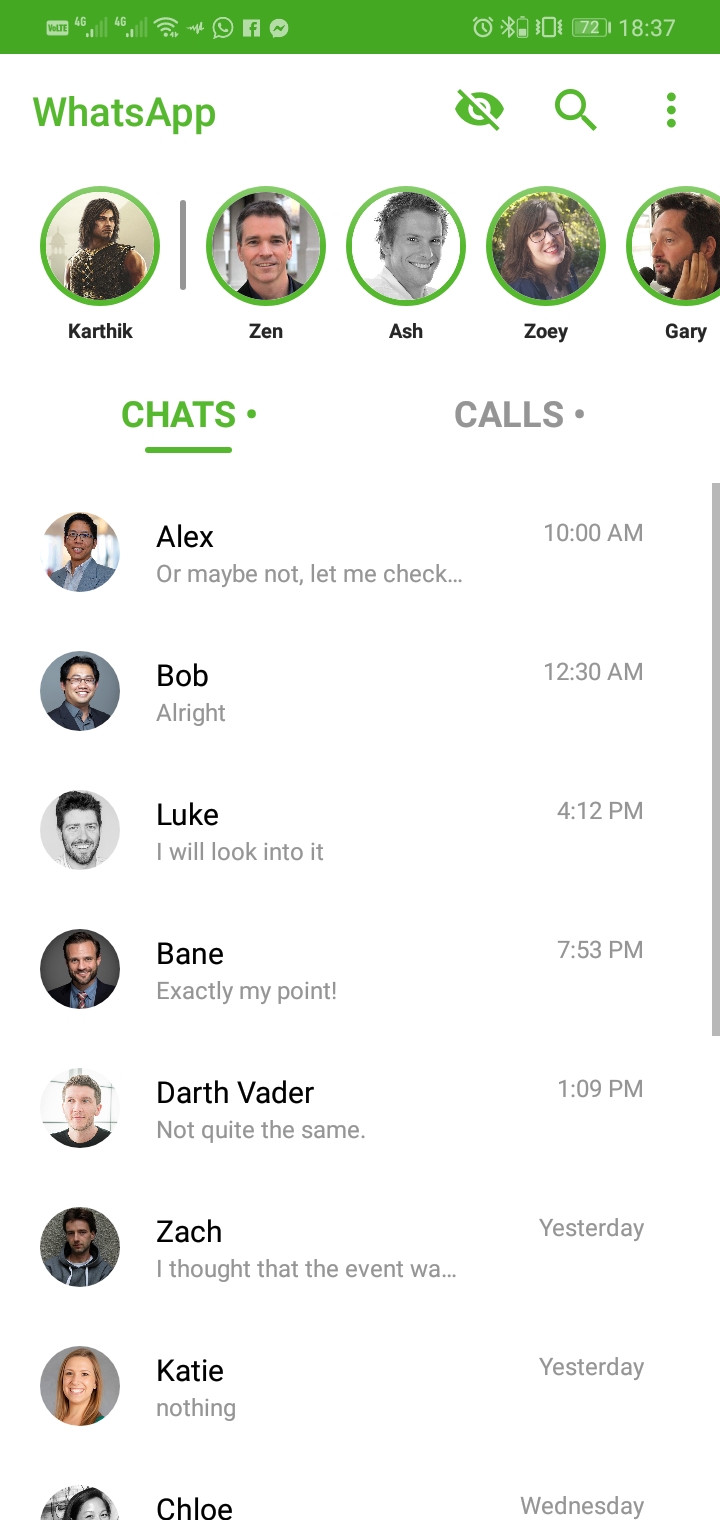 VoLTE 4G 4G 72 18:37
WhatsApp
Karthik Zen Ash Zoey Gary
CHATS • CALLS •
Alex 10:00 AM
Or maybe not, let me check...
Bob 12:30 AM
Alright
Luke 4:12 PM
I will look into it
Bane 7:53 PM
Exactly my point!
Darth Vader 1:09 PM
Not quite the same.
Zach Yesterday
I thought that the event wa...
Katie Yesterday
nothing
Chloe Wednesday